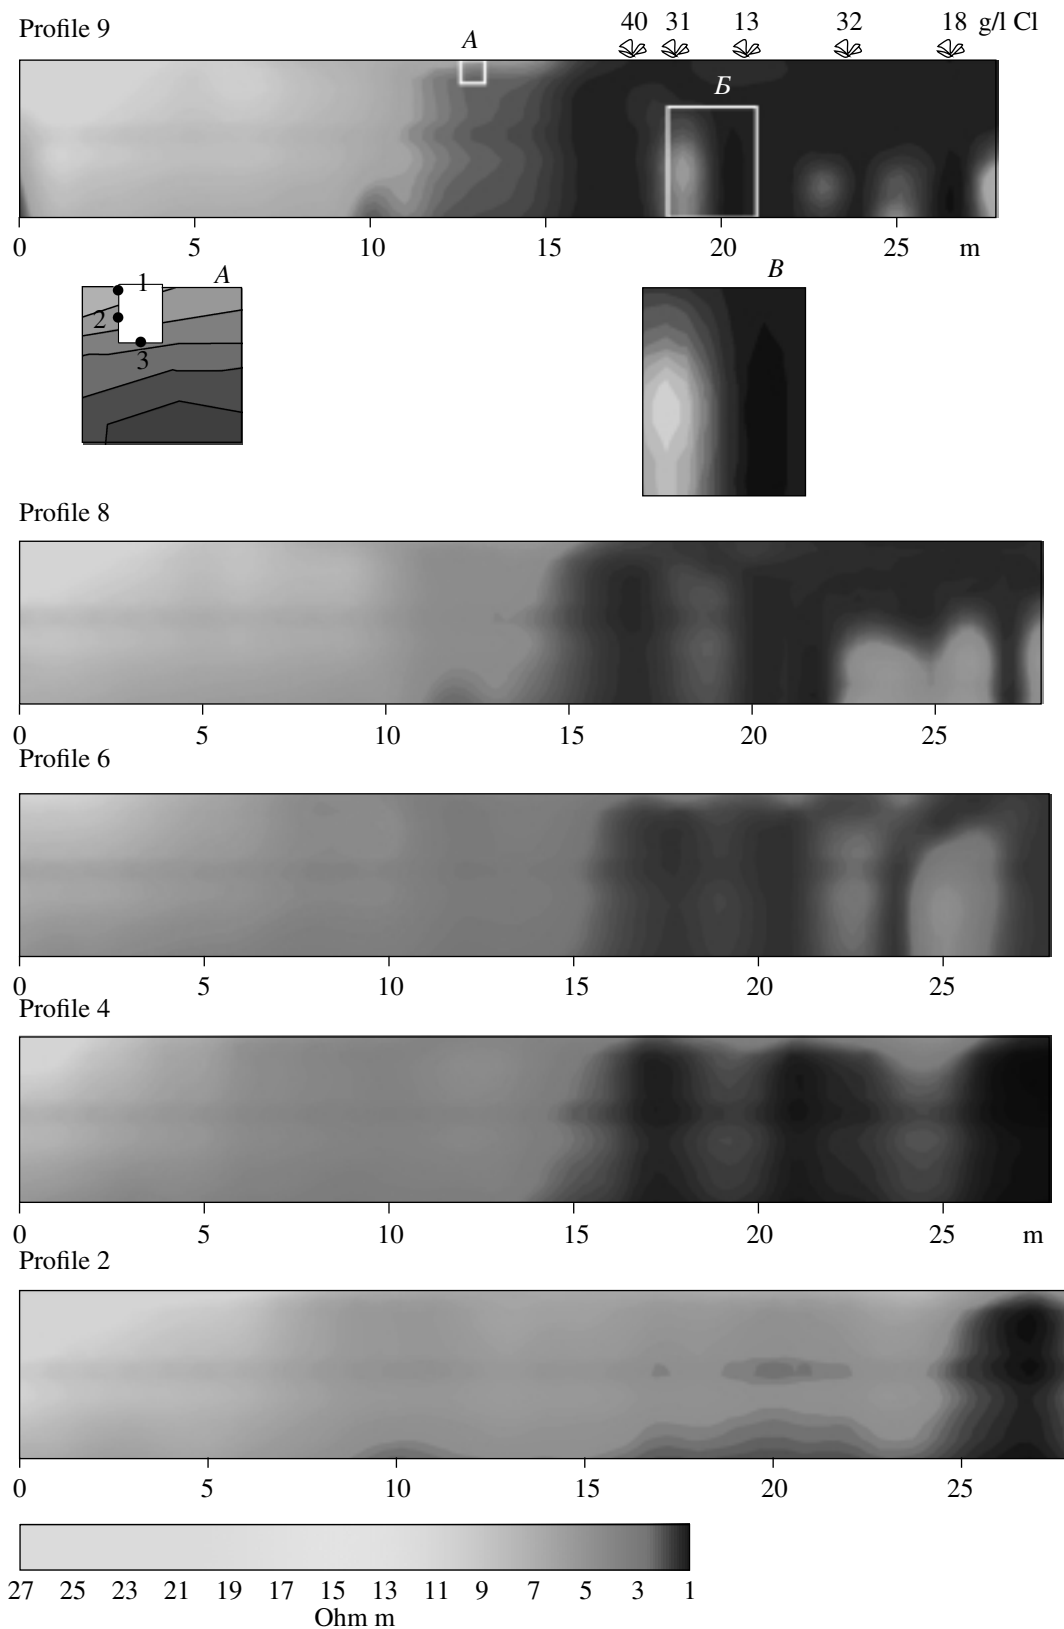 Profile 9
40 31 13 32 18 g/l Cl
A
Б
0 5 10 15 20 25 m
A
1
2
3
B
Profile 8
0 5 10 15 20 25
Profile 6
0 5 10 15 20 25
Profile 4
0 5 10 15 20 25 m
Profile 2
0 5 10 15 20 25
27 25 23 21 19 17 15 13 11 9 7 5 3 1
Ohm m